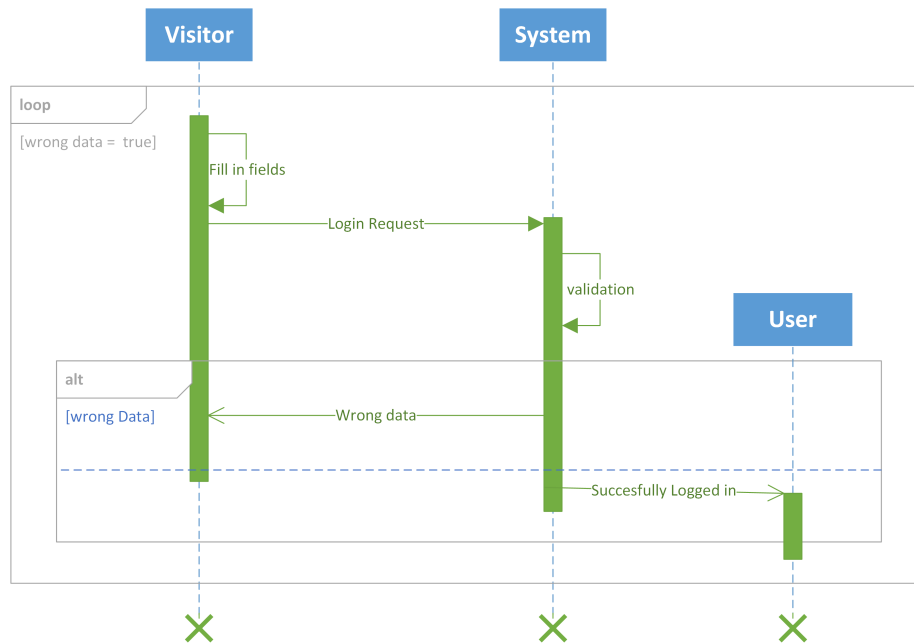 Visitor
System
loop
[wrong data =  true]
Fill in fields
Login Request
validation
User
alt
[wrong Data]
Wrong data
Succesfully Logged in